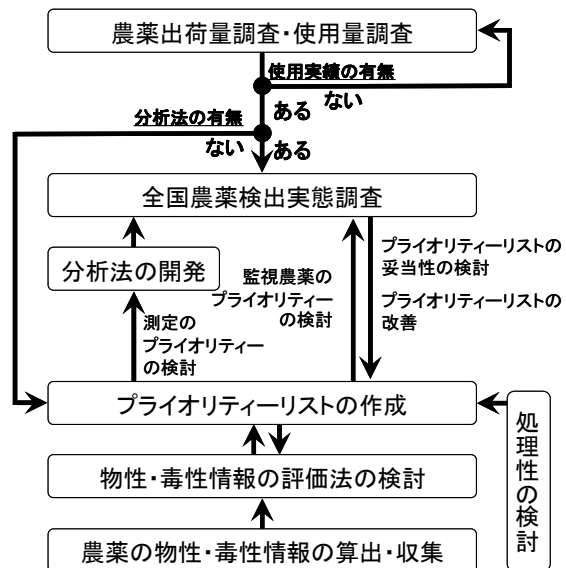 農薬出荷量調査・使用量調査
使用実績の有無
ある
ない
分析法の有無
ない
ある
全国農薬検出実態調査
分析法の開発
測定の
プライオリティー
の検討
監視農薬の
プライオリティー
の検討
プライオリティーリストの
妥当性の検討
プライオリティーリストの
改善
プライオリティーリストの作成
処理性の検討
物性・毒性情報の評価法の検討
農薬の物性・毒性情報の算出・収集